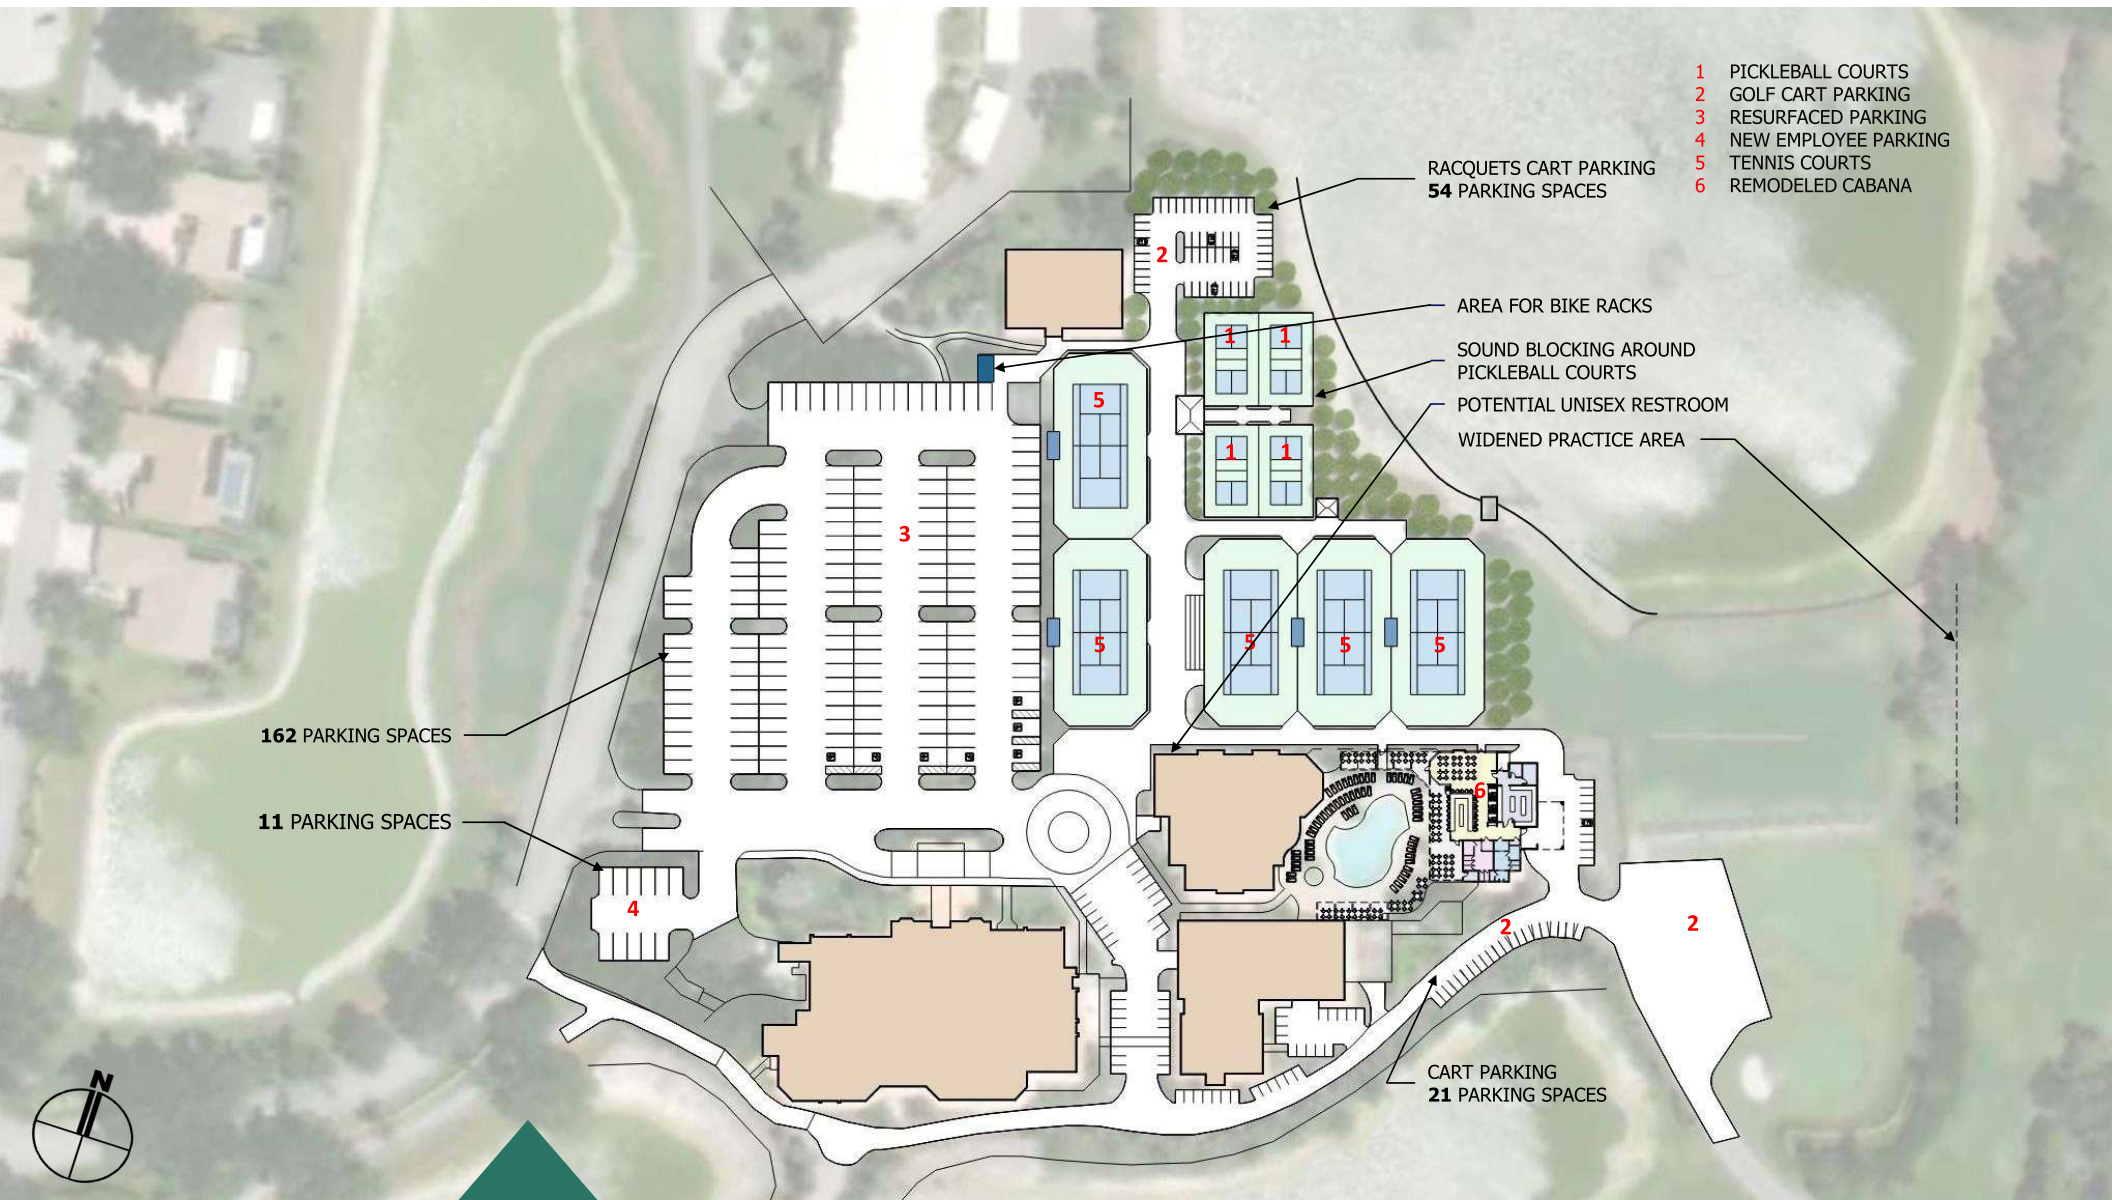 1 PICKLEBALL COURTS
2 GOLF CART PARKING
3 RESURFACED PARKING
4 NEW EMPLOYEE PARKING
5 TENNIS COURTS
6 REMODELED CABANA
RACQUETS CART PARKING
54 PARKING SPACES
2
AREA FOR BIKE RACKS
1 1
SOUND BLOCKING AROUND
PICKLEBALL COURTS
5
POTENTIAL UNISEX RESTROOM
WIDENED PRACTICE AREA
1 1
3
5 5 5 5
162 PARKING SPACES
6
11 PARKING SPACES
4
2 2
CART PARKING
21 PARKING SPACES
N